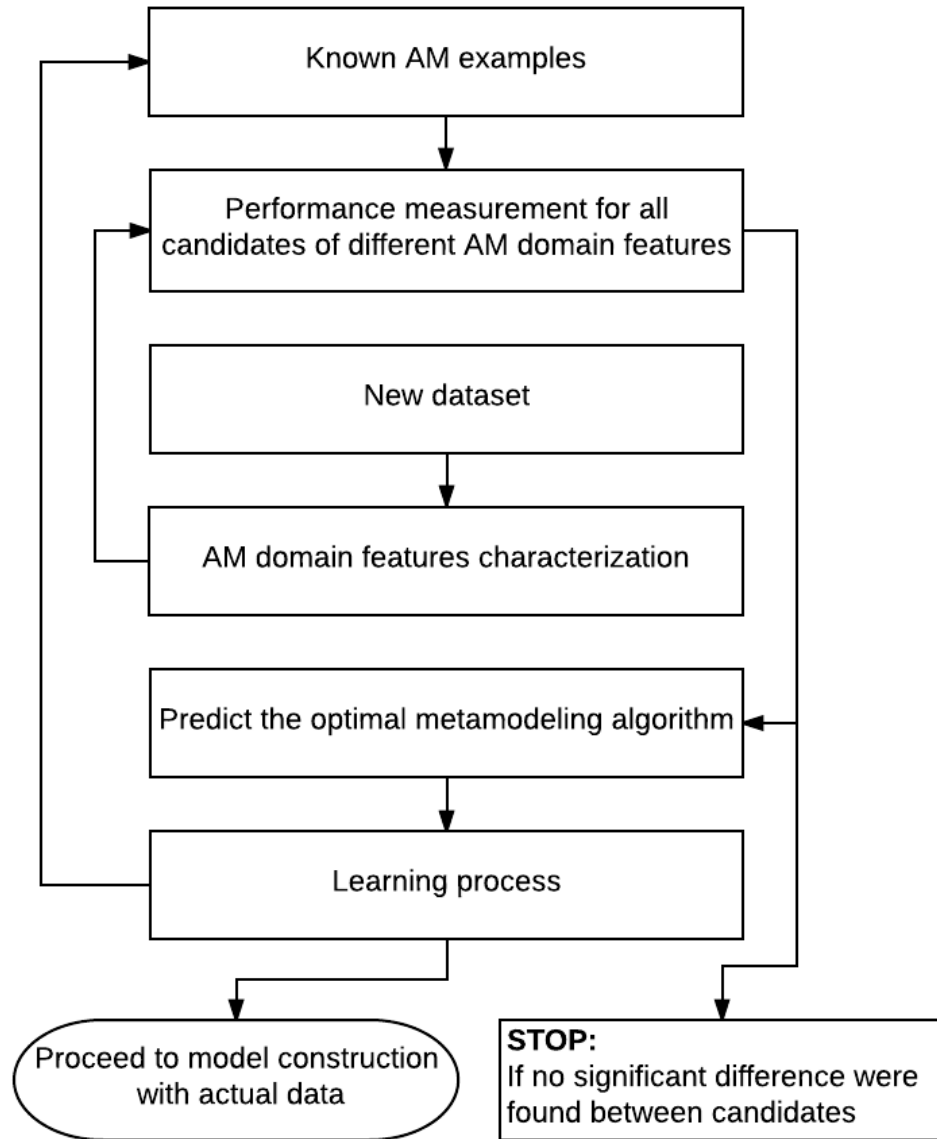 Known AM examples
Performance measurement for all
candidates of different AM domain features
New dataset
AM domain features characterization
Predict the optimal metamodeling algorithm
Learning process
Proceed to model construction
with actual data
STOP:
If no significant difference were
found between candidates